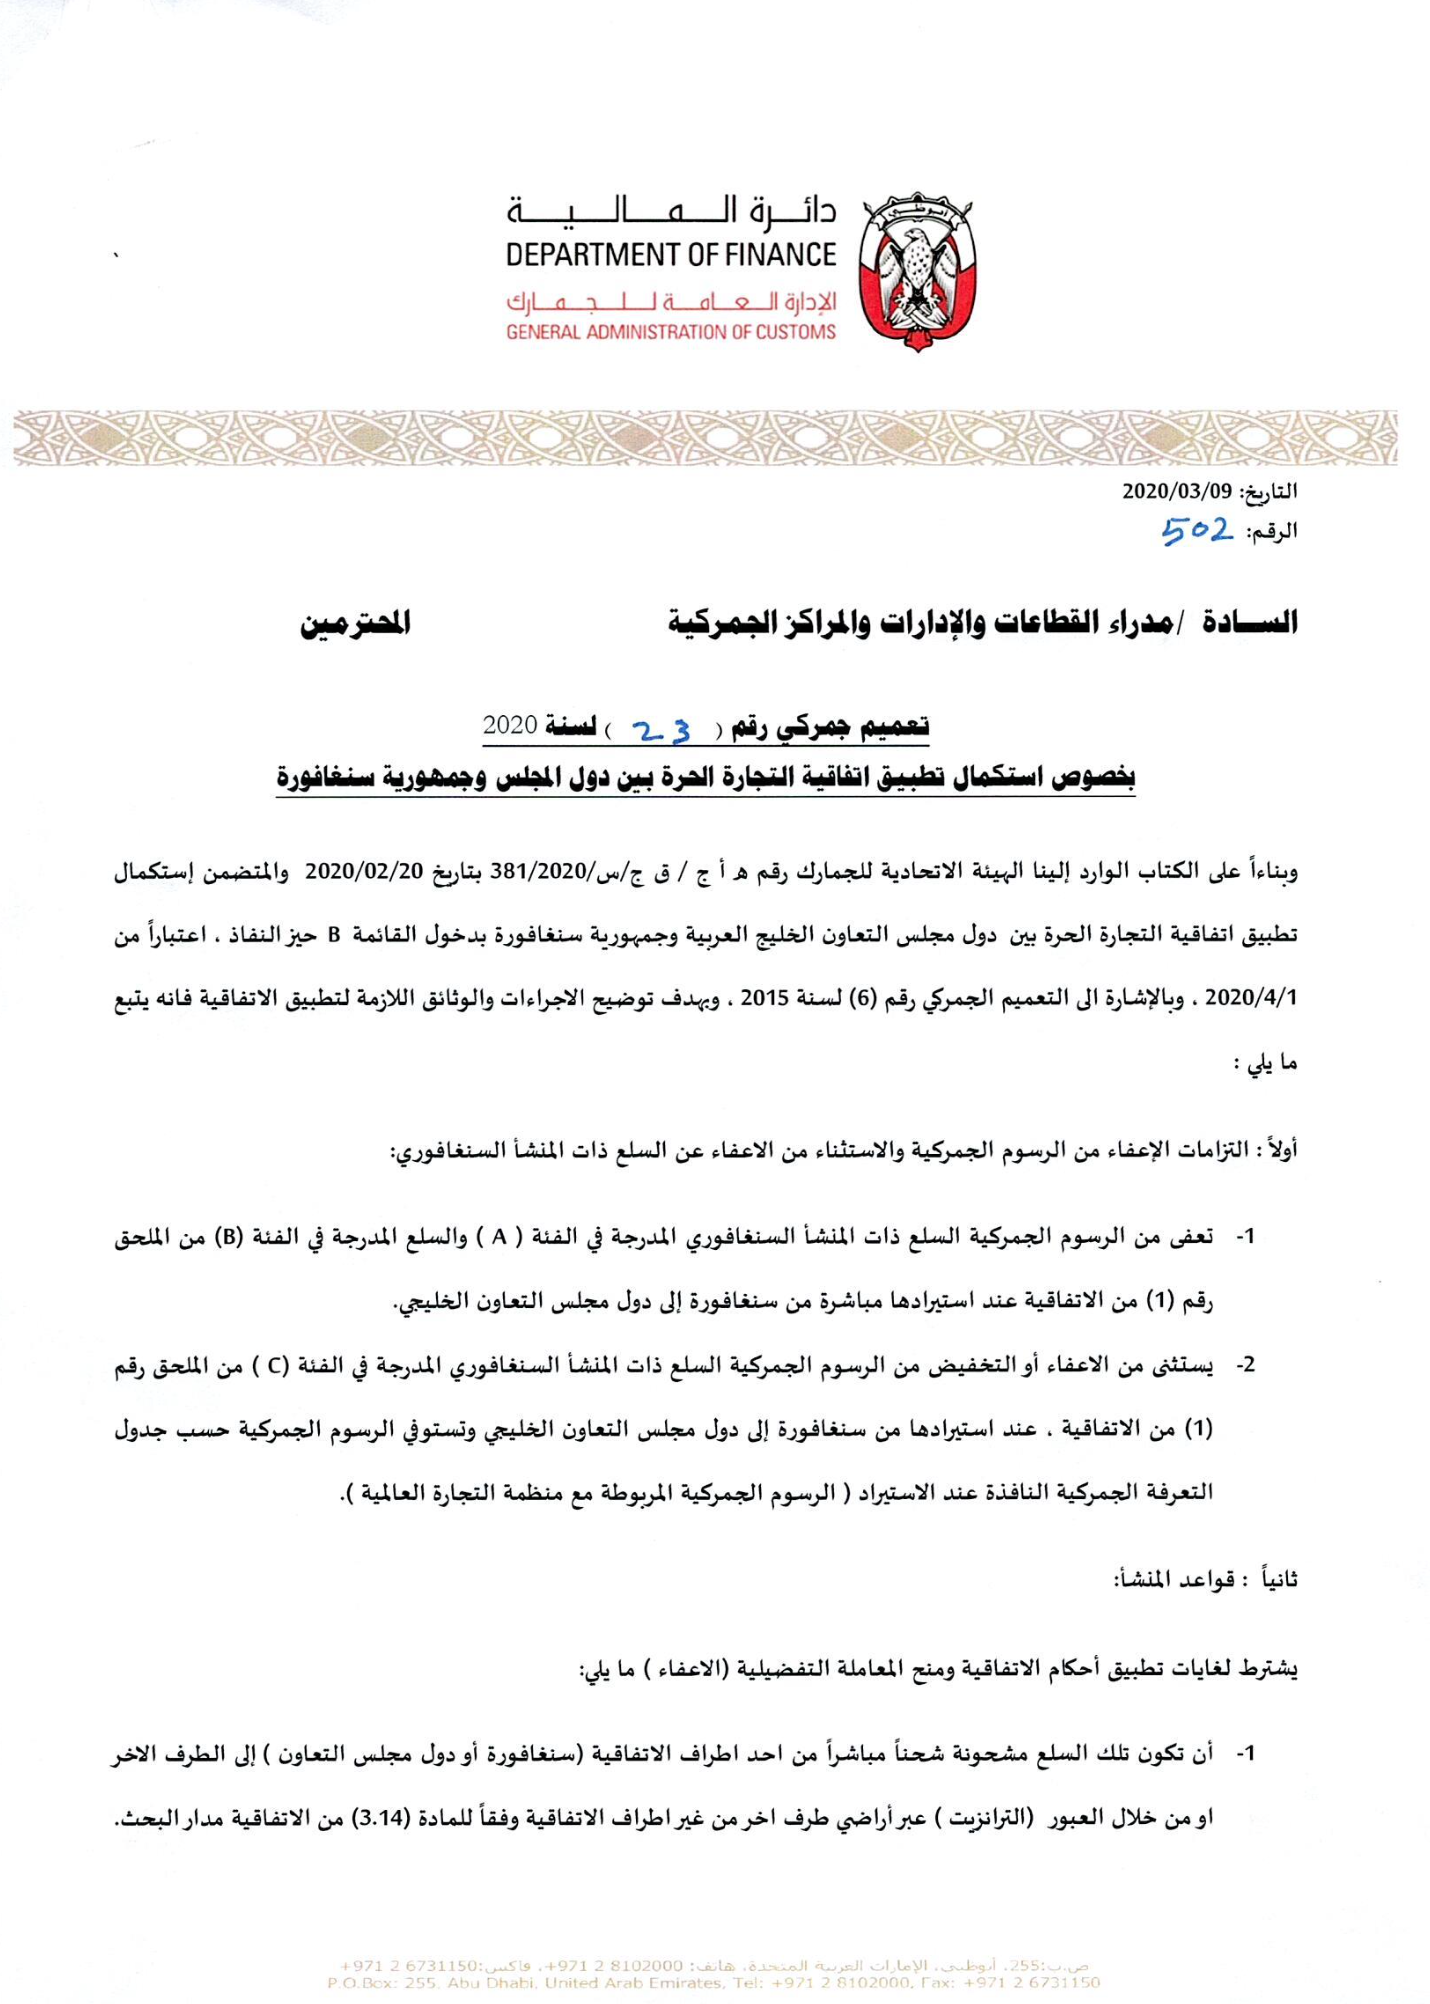 دائرة المالية
DEPARTMENT OF FINANCE
الإدارة العامة للجمارك
GENERAL ADMINISTRATION OF CUSTOMS
أبوظبي
التاريخ: 2020/03/09
الرقم: 502
السادة / مدراء القطاعات والإدارات والمراكز الجمركية المحترمين
تعميم جمركي رقم ( 23 ) لسنة 2020
بخصوص استكمال تطبيق اتفاقية التجارة الحرة بين دول المجلس وجمهورية سنغافورة
وبناءاً على الكتاب الوارد إلينا الهيئة الاتحادية للجمارك رقم ه أ ج / ق ج/س/381/2020 بتاريخ 2020/02/20 والمتضمن إستكمال
تطبيق اتفاقية التجارة الحرة بين دول مجلس التعاون الخليج العربية وجمهورية سنغافورة بدخول القائمة B حيز النفاذ ، اعتباراً من
2020/4/1 ، وبالإشارة الى التعميم الجمركي رقم (6) لسنة 2015 ، وبهدف توضيح الاجراءات والوثائق اللازمة لتطبيق الاتفاقية فانه يتبع
ما يلي :
أولاً : التزامات الإعفاء من الرسوم الجمركية والاستثناء من الاعفاء عن السلع ذات المنشأ السنغافوري:
1- تعفى من الرسوم الجمركية السلع ذات المنشأ السنغافوري المدرجة في الفئة ( A ) والسلع المدرجة في الفئة (B) من الملحق
رقم (1) من الاتفاقية عند استيرادها مباشرة من سنغافورة إلى دول مجلس التعاون الخليجي.
2- يستثنى من الاعفاء أو التخفيض من الرسوم الجمركية السلع ذات المنشأ السنغافوري المدرجة في الفئة (C ) من الملحق رقم
(1) من الاتفاقية ، عند استيرادها من سنغافورة إلى دول مجلس التعاون الخليجي وتستوفي الرسوم الجمركية حسب جدول
التعرفة الجمركية النافذة عند الاستيراد ( الرسوم الجمركية المربوطة مع منظمة التجارة العالمية ).
ثانياً : قواعد المنشأ:
يشترط لغايات تطبيق أحكام الاتفاقية ومنح المعاملة التفضيلية (الاعفاء ) ما يلي:
1- أن تكون تلك السلع مشحونة شحناً مباشراً من احد اطراف الاتفاقية (سنغافورة أو دول مجلس التعاون ) إلى الطرف الاخر
او من خلال العبور (الترانزيت ) عبر أراضي طرف اخر من غير اطراف الاتفاقية وفقاً للمادة (3.14) من الاتفاقية مدار البحث.
ص.ب:255، أبوظبي، الإمارات العربية المتحدة، هاتف: 8102000 2 971+، فاكس:6731150 2 971+
P.O.Box: 255, Abu Dhabi, United Arab Emirates, Tel: +971 2 8102000, Fax: +971 2 6731150